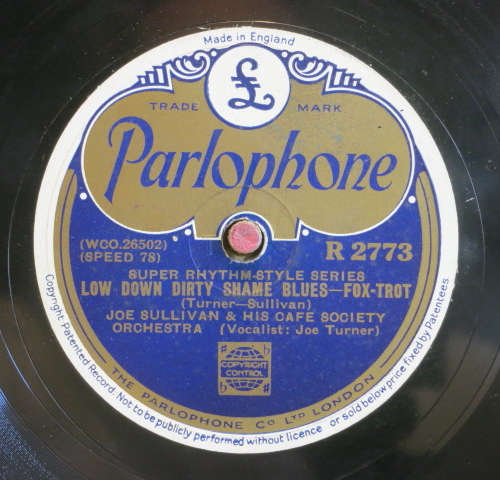 Made in England
£
TRADE MARK
Parlophone
(WCO.26502)
(SPEED 78)
R 2773
SUPER RHYTHM-STYLE SERIES
LOW DOWN DIRTY SHAME BLUES—FOX-TROT
(Turner—Sullivan)
JOE SULLIVAN & HIS CAFE SOCIETY
ORCHESTRA (Vocalist: Joe Turner)
COPYRIGHT
CONTROL
THE PARLOPHONE Co LTD LONDON
Copyright. Patented Record. Not to be publicly performed without licence or sold below price fixed by Patentees